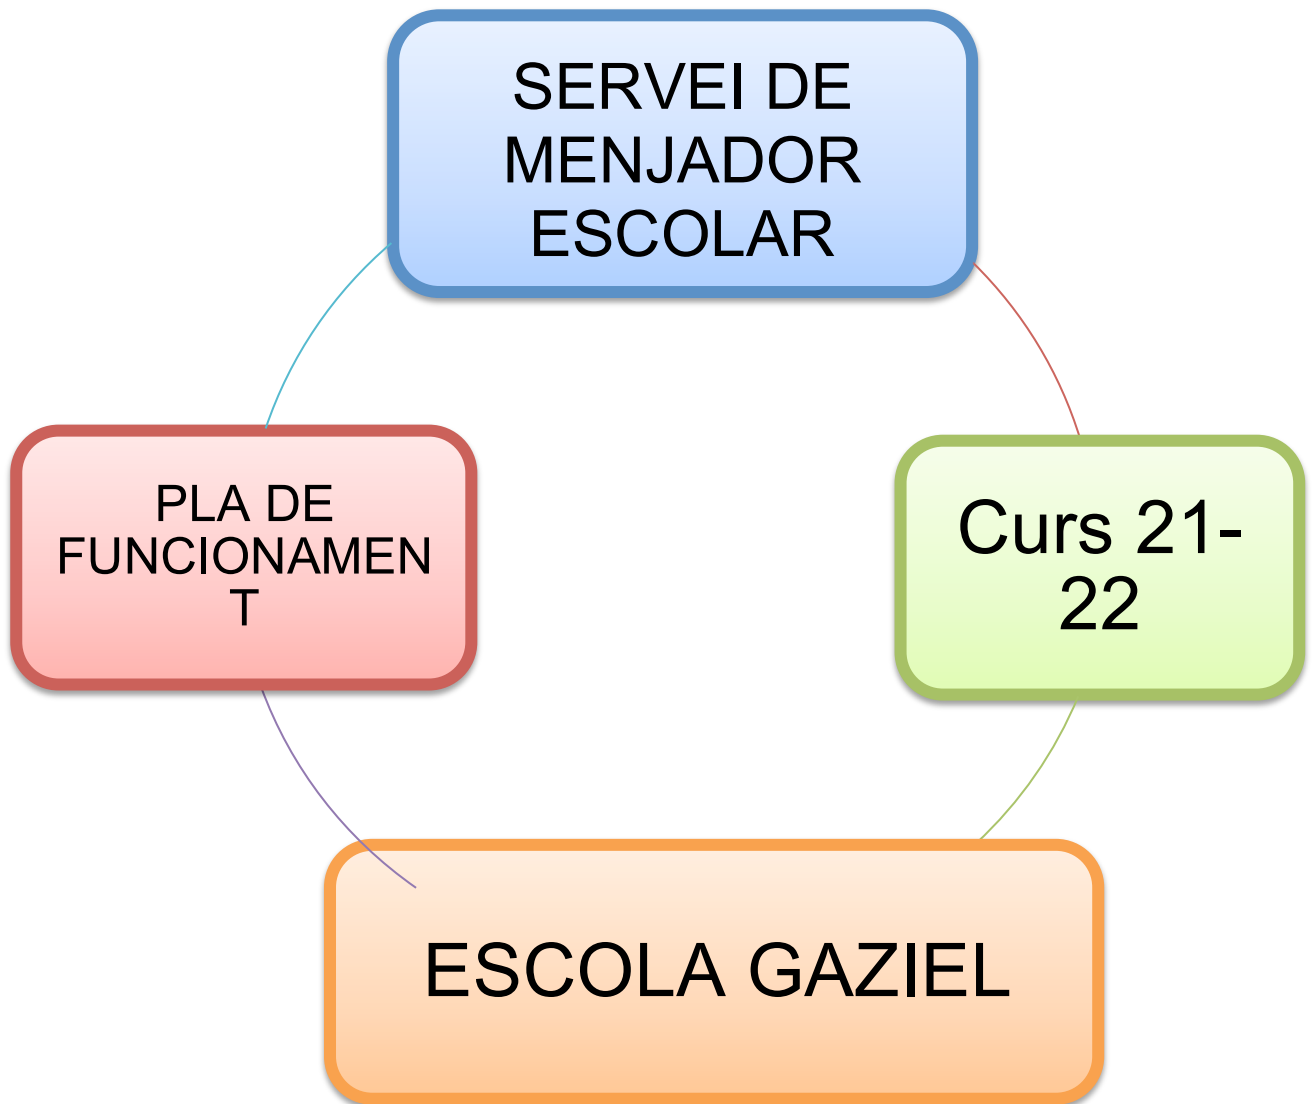 SERVEI DE
MENJADOR
ESCOLAR
PLA DE
FUNCIONAMEN
T
Curs 21-
22
ESCOLA GAZIEL